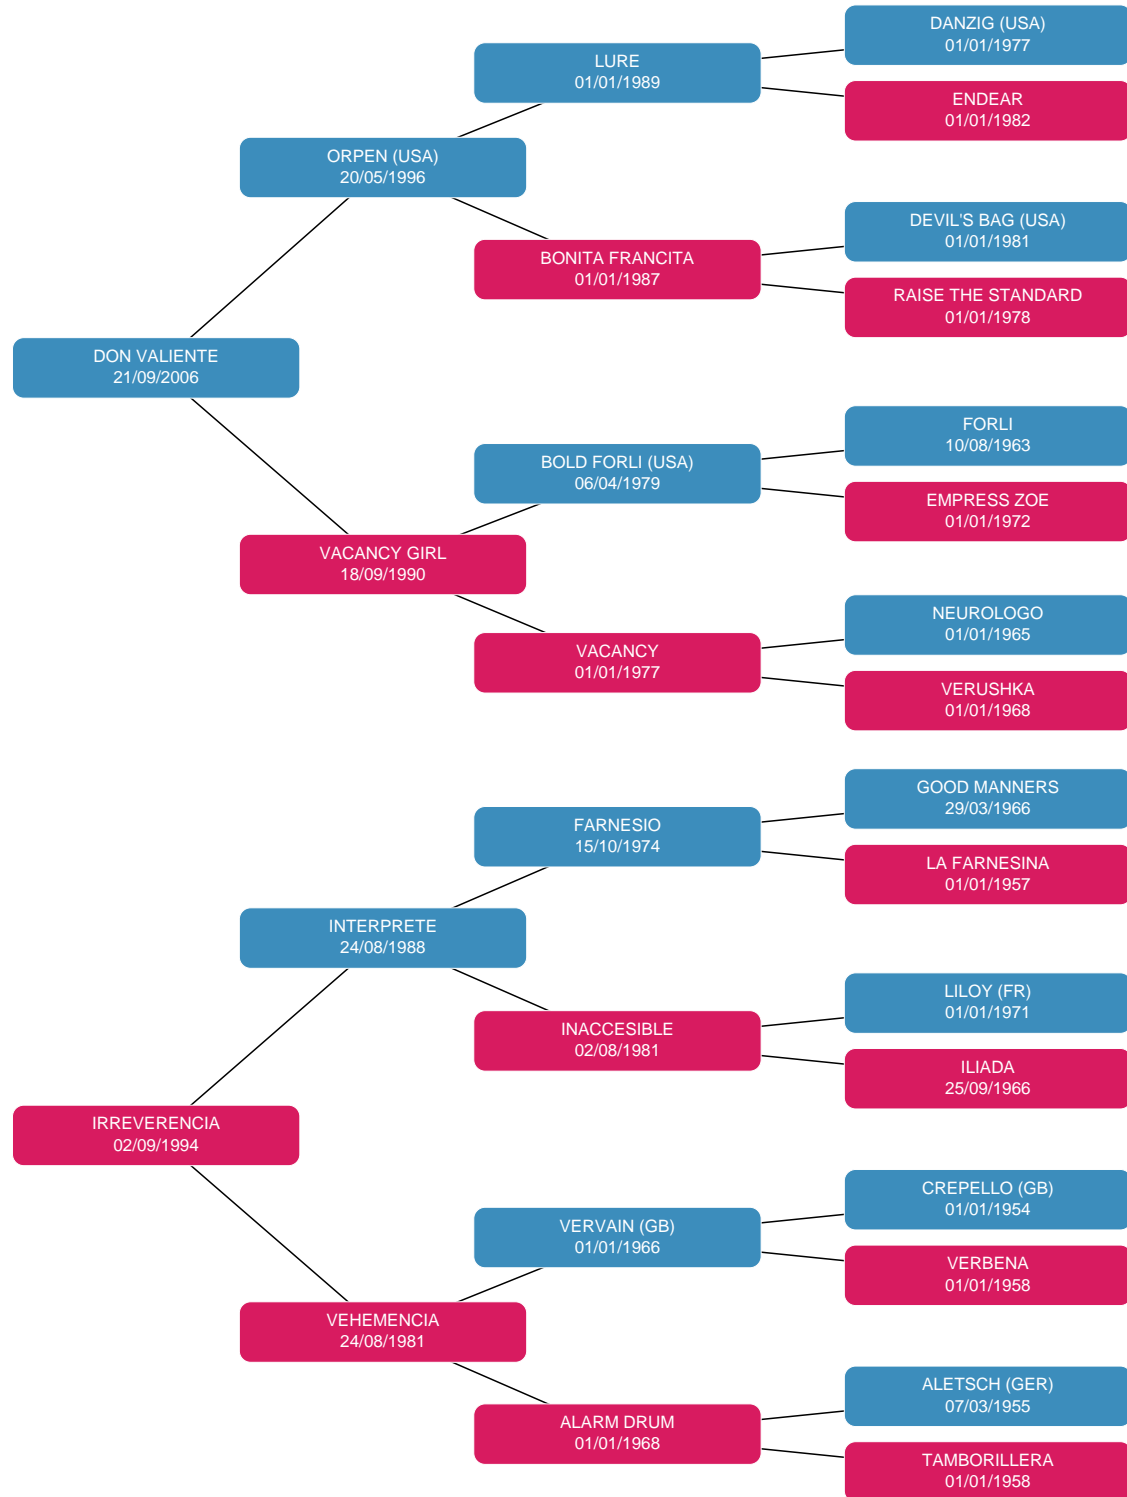 DANZIG (USA)
01/01/1977
LURE
01/01/1989
ENDEAR
01/01/1982
ORPEN (USA)
20/05/1996
DEVIL'S BAG (USA)
01/01/1981
BONITA FRANCITA
01/01/1987
RAISE THE STANDARD
01/01/1978
DON VALIENTE
21/09/2006
FORLI
10/08/1963
BOLD FORLI (USA)
06/04/1979
EMPRESS ZOE
01/01/1972
VACANCY GIRL
18/09/1990
NEUROLOGO
01/01/1965
VACANCY
01/01/1977
VERUSHKA
01/01/1968
GOOD MANNERS
29/03/1966
FARNESIO
15/10/1974
LA FARNESINA
01/01/1957
INTERPRETE
24/08/1988
LILOY (FR)
01/01/1971
INACCESIBLE
02/08/1981
ILIADA
25/09/1966
IRREVERENCIA
02/09/1994
CREPELLO (GB)
01/01/1954
VERVAIN (GB)
01/01/1966
VERBENA
01/01/1958
VEHEMENCIA
24/08/1981
ALETSCH (GER)
07/03/1955
ALARM DRUM
01/01/1968
TAMBORILLERA
01/01/1958